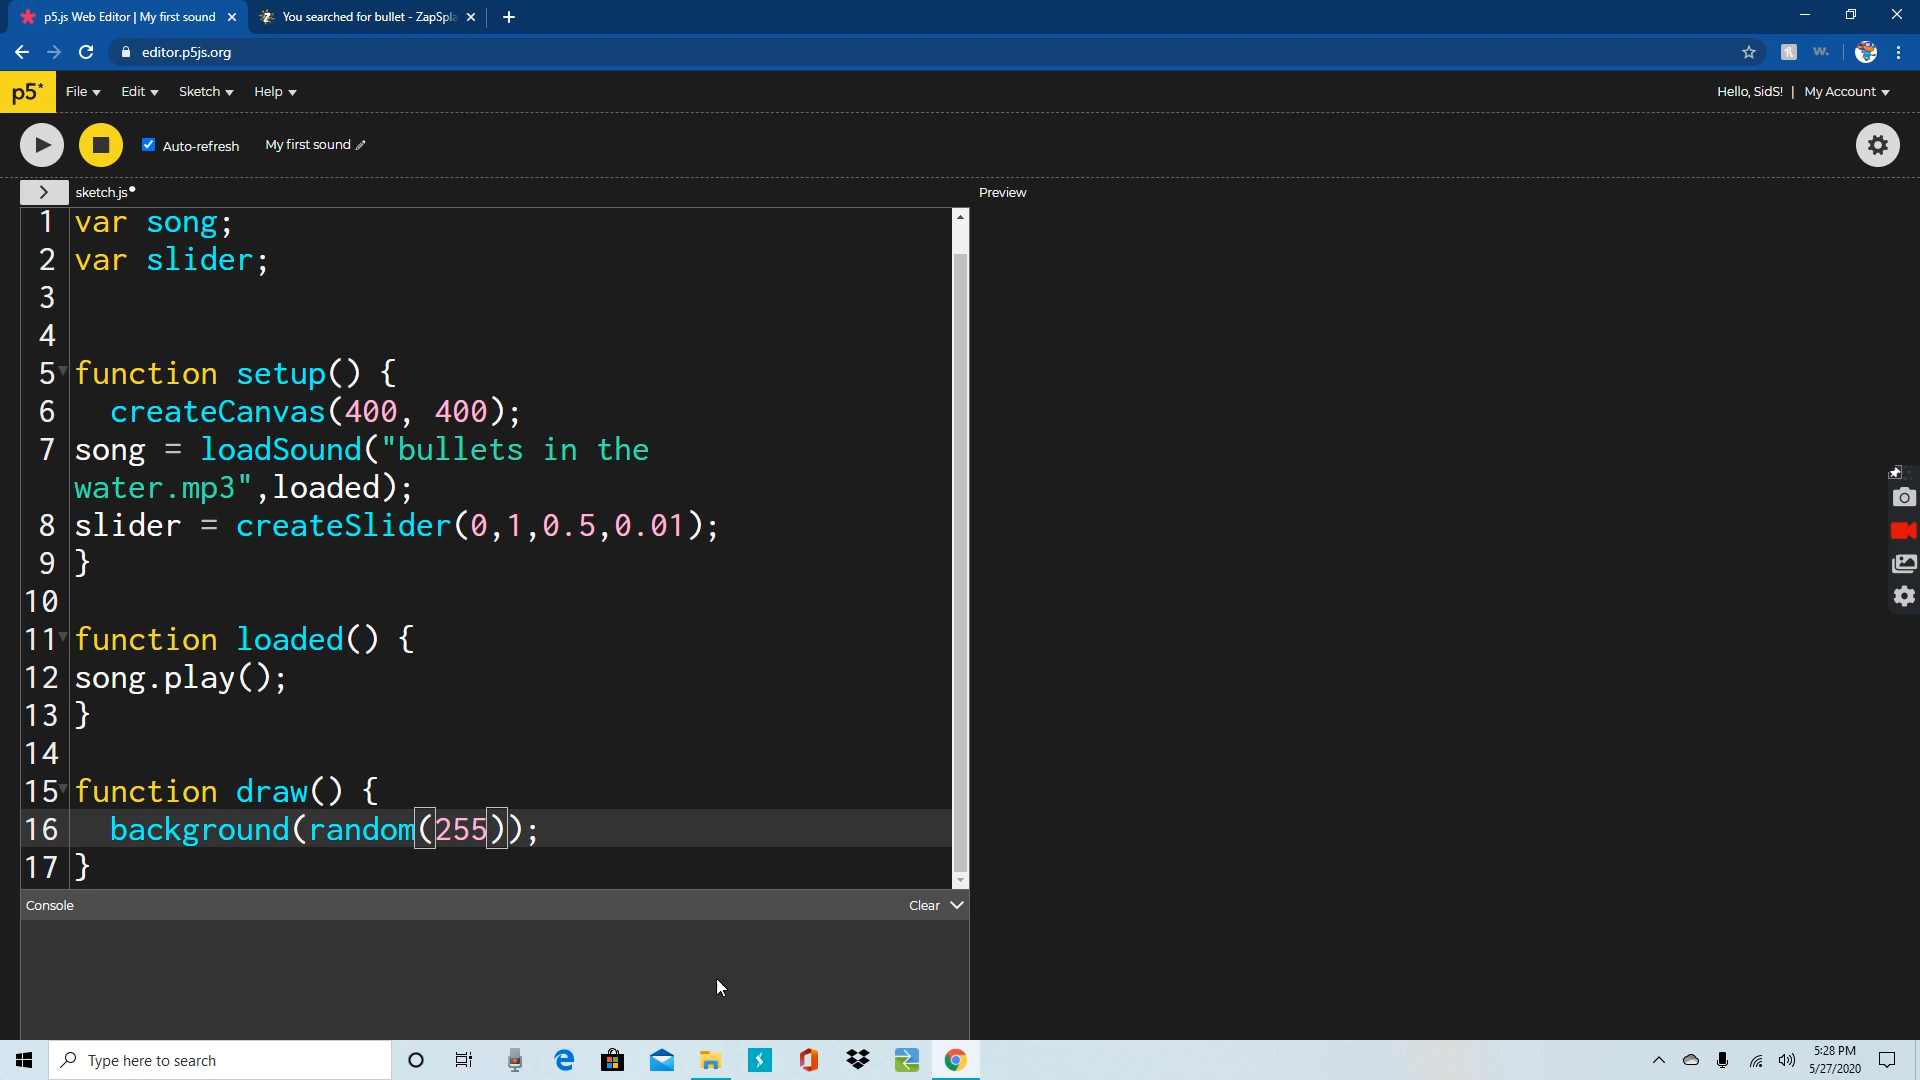 p5.js Web Editor | My first sound
You searched for bullet - ZapSpla
editor.p5js.org
w.
p5*
File
Edit
Sketch
Help
Hello, SidS! | My Account
Auto-refresh
My first sound
sketch.js
Preview
1 var song;
2 var slider;
3
4
5 function setup() {
6 createCanvas(400, 400);
7 song = loadSound("bullets in the
water.mp3",loaded);
8 slider = createSlider(0,1,0.5,0.01);
9 }
10
11 function loaded() {
12 song.play();
13 }
14
15 function draw() {
16 background(random(255));
17 }
Console
Clear
Type here to search
5:28 PM
5/27/2020